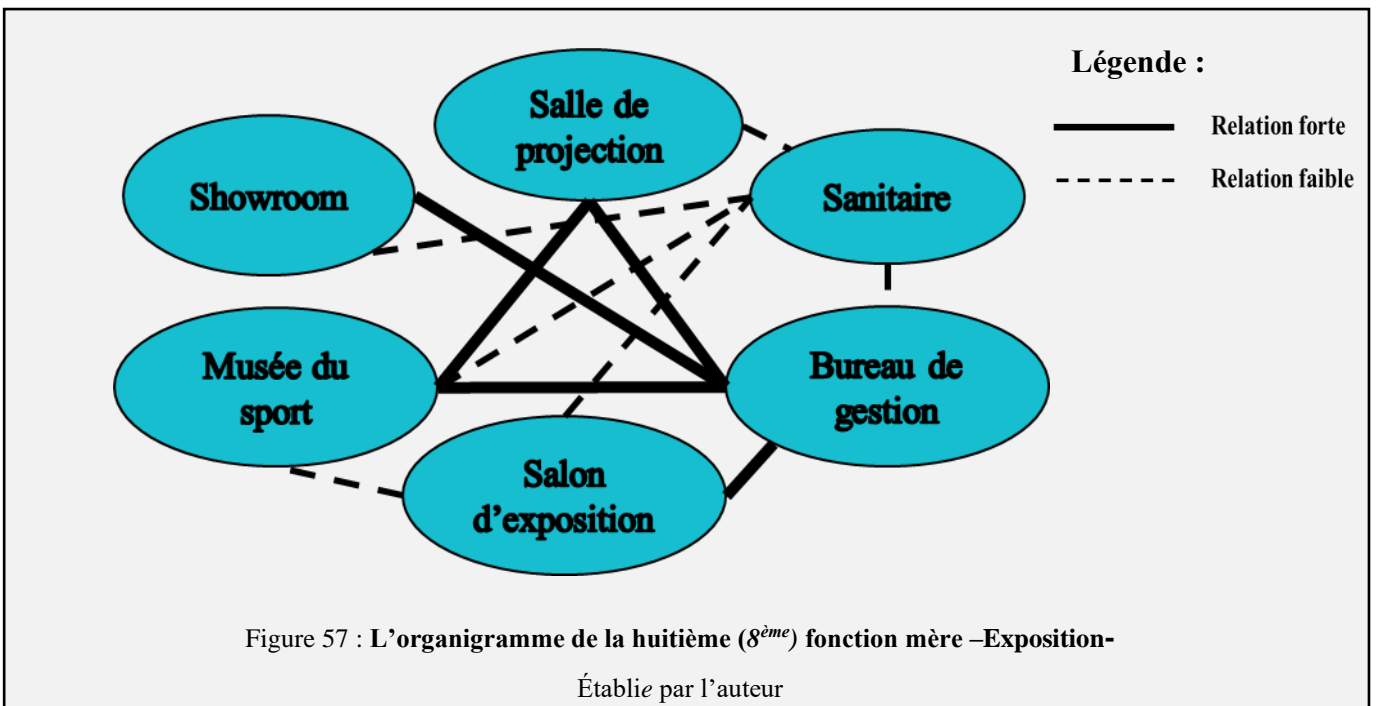 Légende :
Relation forte
Relation faible
Salle de
projection
Showroom
Sanitaire
Musée du
sport
Bureau de
gestion
Salon
d’exposition
Figure 57 : L’organigramme de la huitième (8ème) fonction mère –Exposition-
Établie par l’auteur